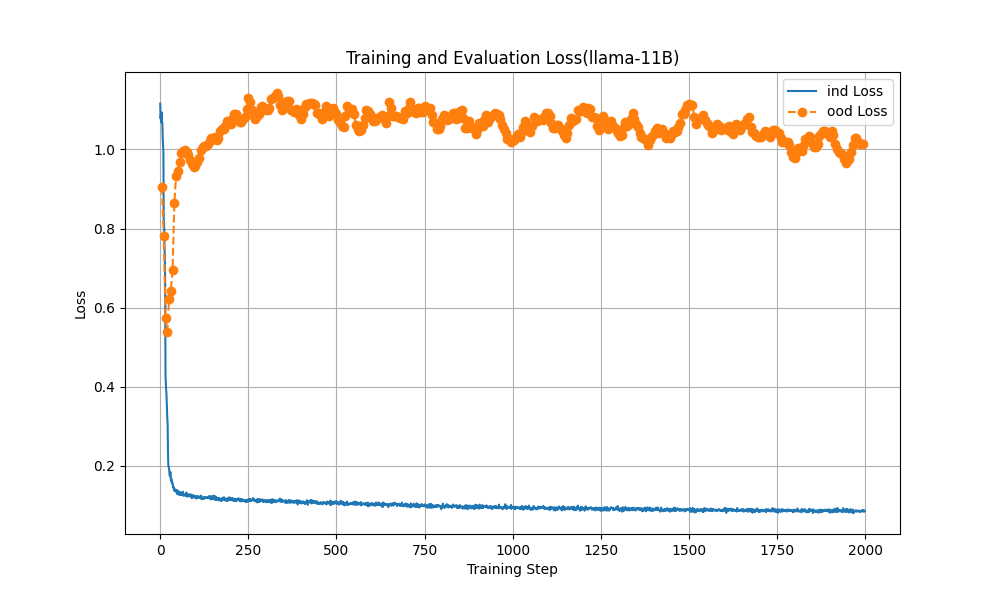 Training and Evaluation Loss(llama-11B)
ind Loss
ood Loss
Loss
1.0
0.8
0.6
0.4
0.2
0
250
500
750
1000
1250
1500
1750
2000
Training Step